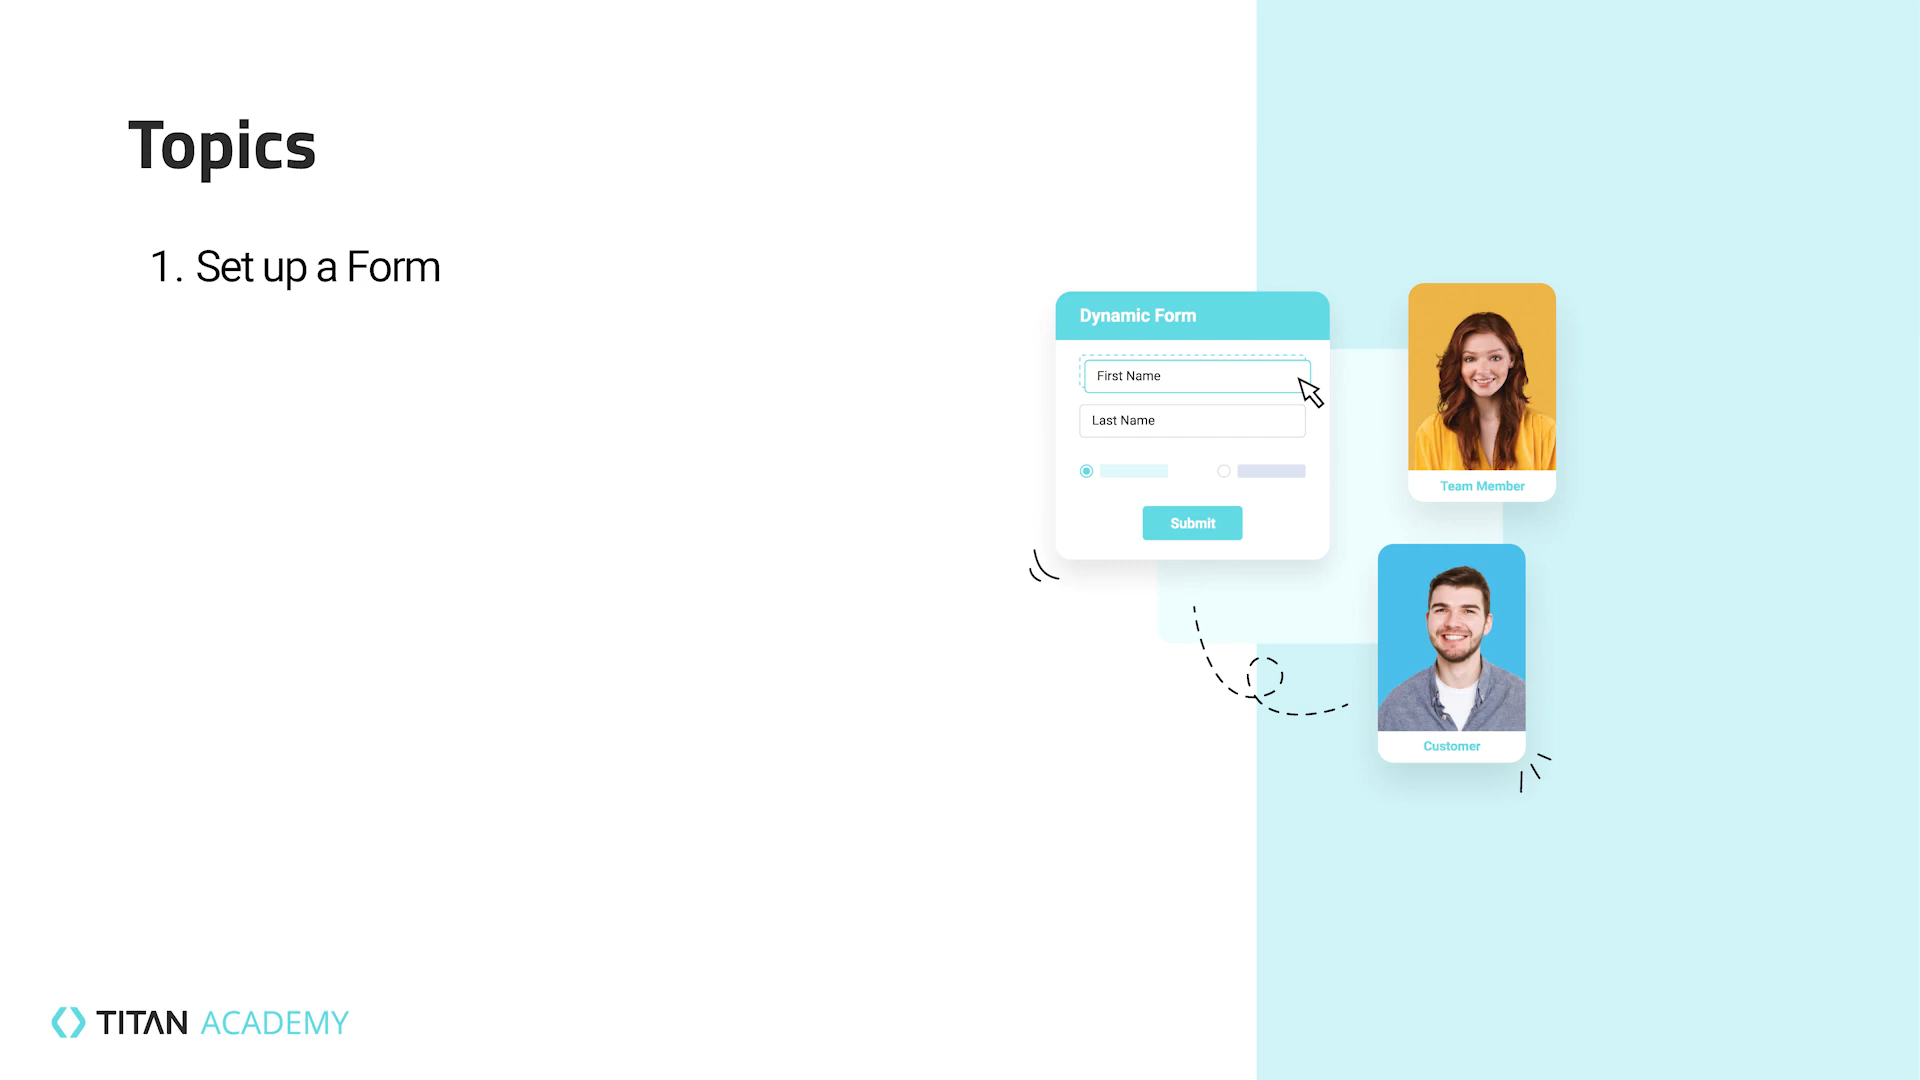 Topics
1. Set up a Form
Dynamic Form
First Name
Last Name
Submit
Team Member
Customer
TITAN ACADEMY